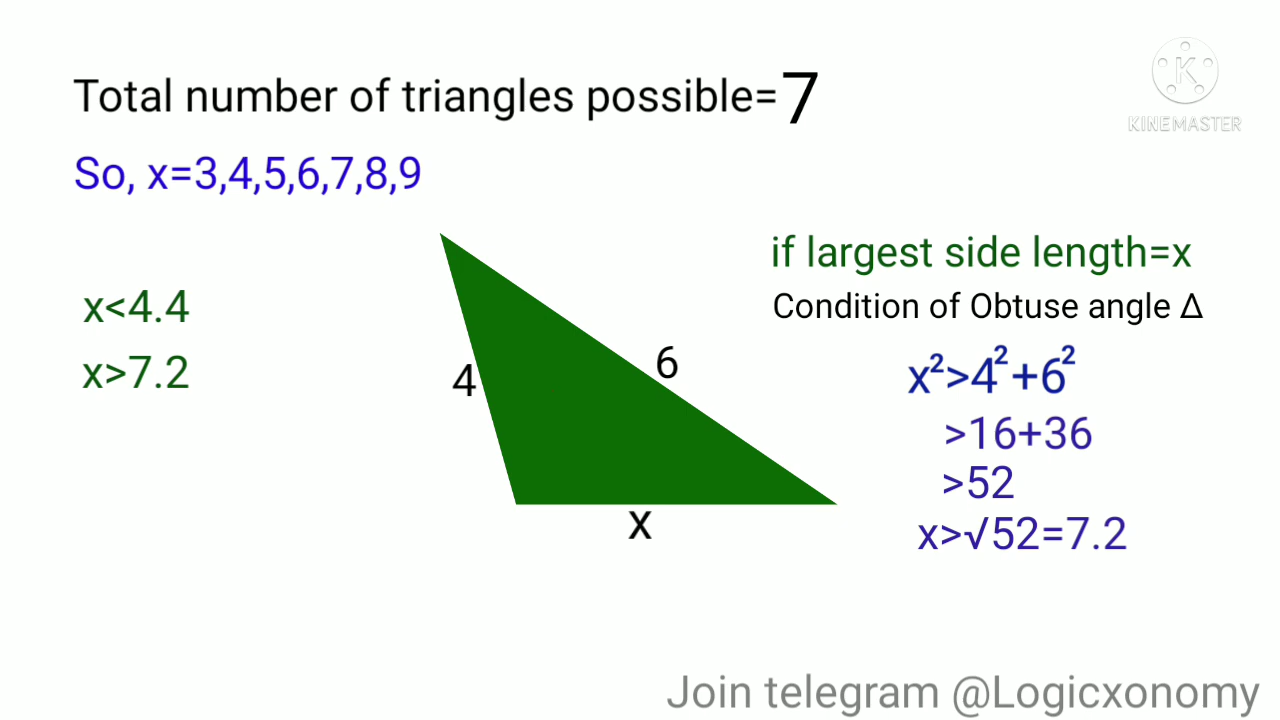 Total number of triangles possible=7
KINEMASTER
So, x=3,4,5,6,7,8,9
if largest side length=x
Condition of Obtuse angle Δ
x<4.4
x>7.2
x²>4²+6²
>16+36
>52
x>√52=7.2
4
6
x
Join telegram @Logicxonomy